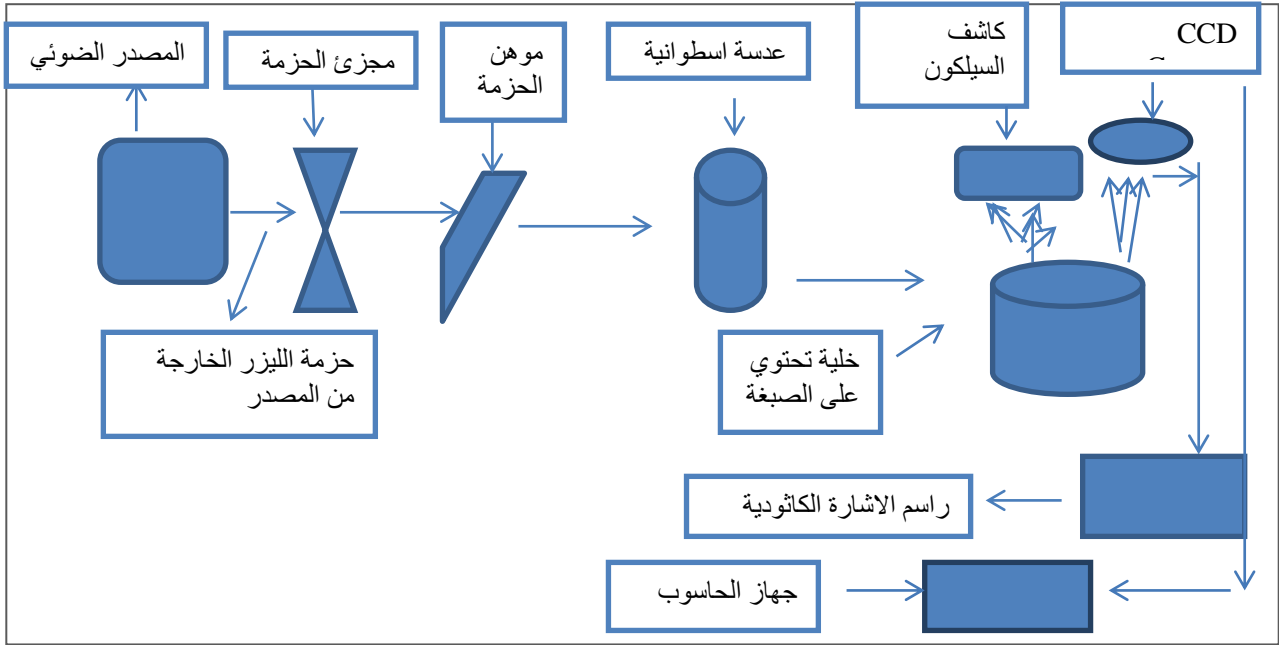 المصدر الضوئي
مجزئ الحزمة
موهن
الحزمة
عدسة اسطوانية
كاشف
السيلكون
CCD
حزمة الليزر الخارجة
من المصدر
خلية تحتوي
على الصبغة
راسم الاشارة الكاثودية
جهاز الحاسوب